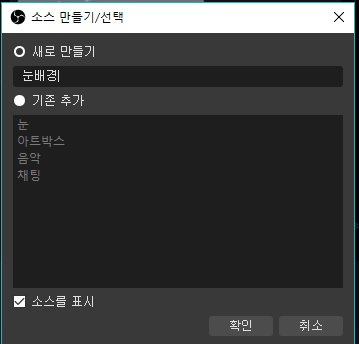 소스 만들기/선택
새로 만들기
눈배경
기존 추가
눈
아트박스
음악
채팅
소스를 표시
확인
취소